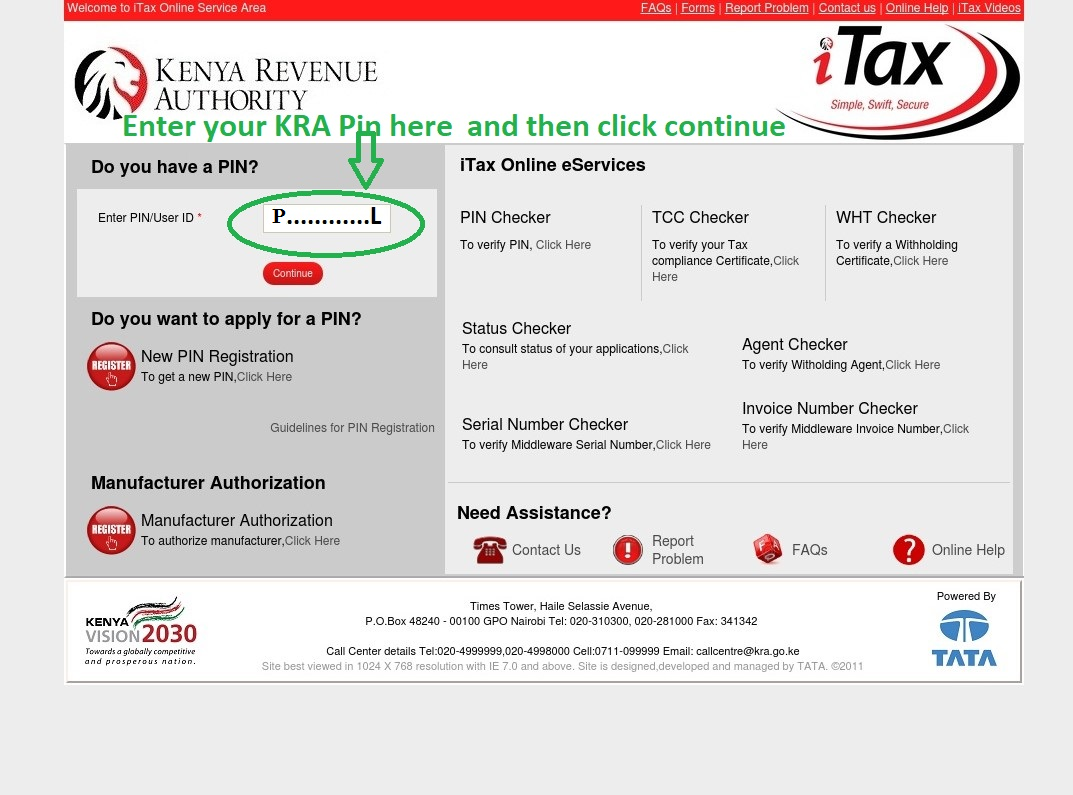 Welcome to iTax Online Service Area
FAQs | Forms | Report Problem | Contact us | Online Help | iTax Videos
KENYA REVENUE
AUTHORITY
iTax
Simple, Swift, Secure
Enter your KRA Pin here and then click continue
Do you have a PIN?
Enter PIN/User ID *
P............L
Continue
Do you want to apply for a PIN?
REGISTER
New PIN Registration
To get a new PIN,Click Here
Guidelines for PIN Registration
Manufacturer Authorization
REGISTER
Manufacturer Authorization
To authorize manufacturer,Click Here
iTax Online eServices
PIN Checker
To verify PIN, Click Here
TCC Checker
To verify your Tax
compliance Certificate,Click
Here
WHT Checker
To verify a Withholding
Certificate,Click Here
Status Checker
To consult status of your applications,Click
Here
Agent Checker
To verify Witholding Agent,Click Here
Serial Number Checker
To verify Middleware Serial Number,Click Here
Invoice Number Checker
To verify Middleware Invoice Number,Click
Here
Need Assistance?
Contact Us
Report
Problem
FAQs
Online Help
KENYA
VISION 2030
Towards a globally competitive
and prosperous nation.
Times Tower, Haile Selassie Avenue,
P.O.Box 48240 - 00100 GPO Nairobi Tel: 020-310300, 020-281000 Fax: 341342
Call Center details Tel:020-4999999,020-4998000 Cell:0711-099999 Email: callcentre@kra.go.ke
Site best viewed in 1024 X 768 resolution with IE 7.0 and above. Site is designed,developed and managed by TATA. ©2011
Powered By
TATA